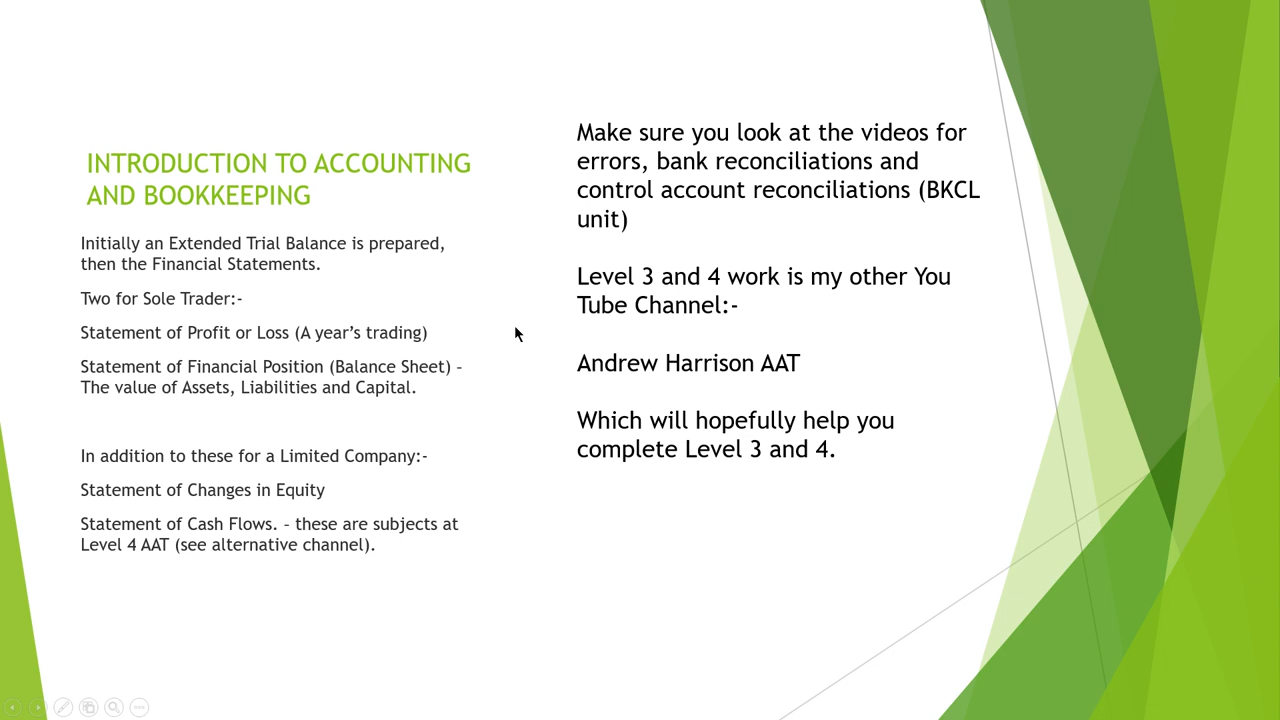 INTRODUCTION TO ACCOUNTING
AND BOOKKEEPING
Initially an Extended Trial Balance is prepared,
then the Financial Statements.
Two for Sole Trader:-
Statement of Profit or Loss (A year’s trading)
Statement of Financial Position (Balance Sheet) –
The value of Assets, Liabilities and Capital.
In addition to these for a Limited Company:-
Statement of Changes in Equity
Statement of Cash Flows. – these are subjects at
Level 4 AAT (see alternative channel).
Make sure you look at the videos for
errors, bank reconciliations and
control account reconciliations (BKCL
unit)
Level 3 and 4 work is my other You
Tube Channel:-
Andrew Harrison AAT
Which will hopefully help you
complete Level 3 and 4.